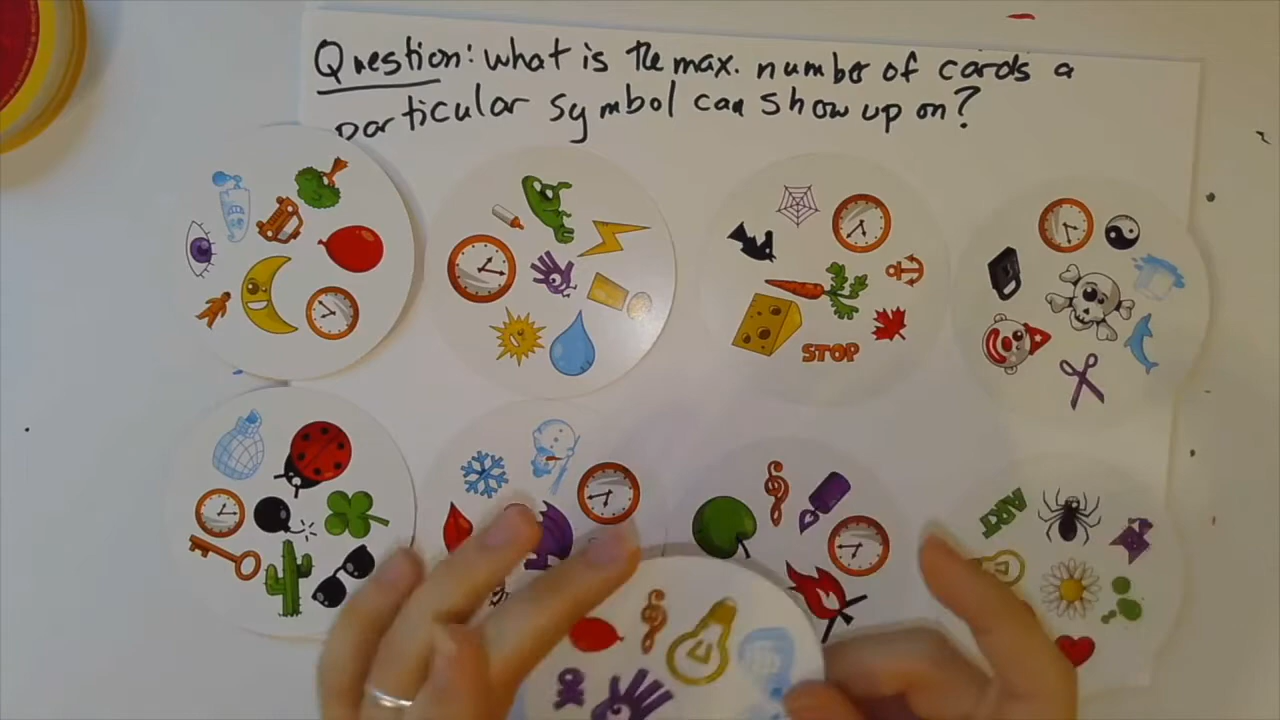 Question: what is the max. number of cards a
particular symbol can show up on?
STOP
ART